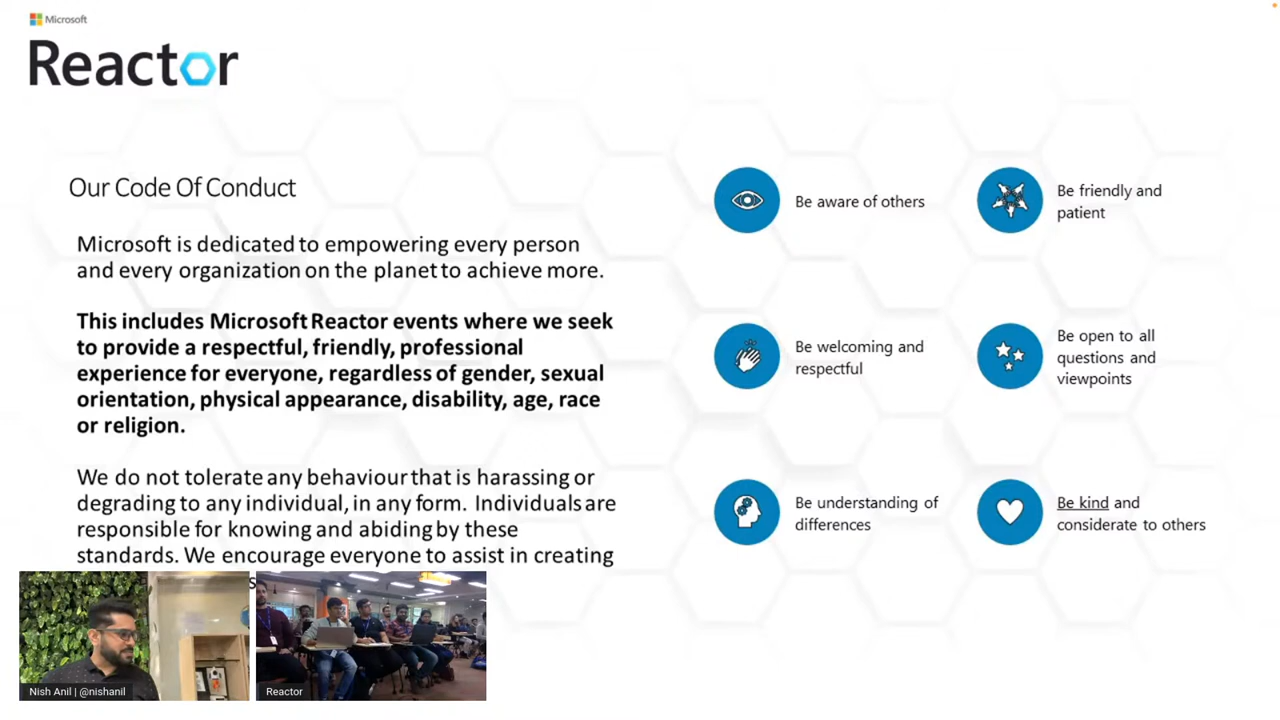 Microsoft
Reactor
Our Code Of Conduct
Microsoft is dedicated to empowering every person
and every organization on the planet to achieve more.
This includes Microsoft Reactor events where we seek
to provide a respectful, friendly, professional
experience for everyone, regardless of gender, sexual
orientation, physical appearance, disability, age, race
or religion.
We do not tolerate any behaviour that is harassing or
degrading to any individual, in any form. Individuals are
responsible for knowing and abiding by these
standards. We encourage everyone to assist in creating
Be aware of others
Be friendly and
patient
Be welcoming and
respectful
Be open to all
questions and
viewpoints
Be understanding of
differences
Be kind and
considerate to others
Nish Anil | @nishanil
Reactor